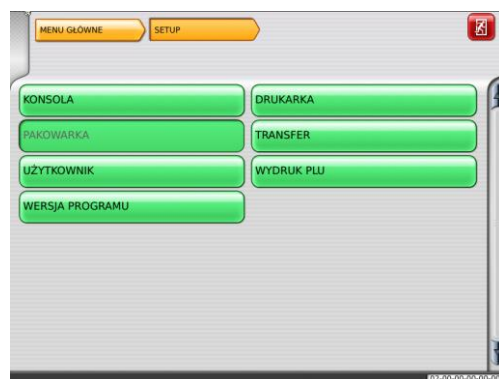 MENU GŁÓWNE
SETUP
KONSOLA
DRUKARKA
PAKOWARKA
TRANSFER
UŻYTKOWNIK
WYDRUK PLU
WERSJA PROGRAMU